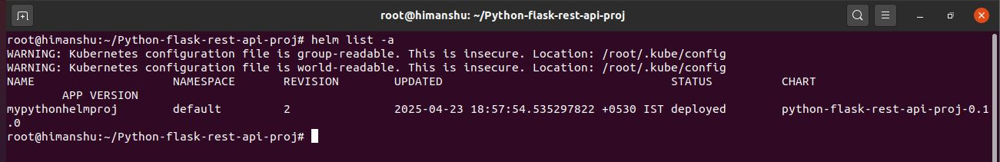 root@himanshu: ~/Python-flask-rest-api-proj
root@himanshu:~/Python-flask-rest-api-proj# helm list -a
WARNING: Kubernetes configuration file is group-readable. This is insecure. Location: /root/.kube/config
WARNING: Kubernetes configuration file is world-readable. This is insecure. Location: /root/.kube/config
NAME NAMESPACE REVISION UPDATED STATUS CHART
APP VERSION
mypythonhelmproj default 2 2025-04-23 18:57:54.535297822 +0530 IST deployed python-flask-rest-api-proj-0.1
.0
root@himanshu:~/Python-flask-rest-api-proj#